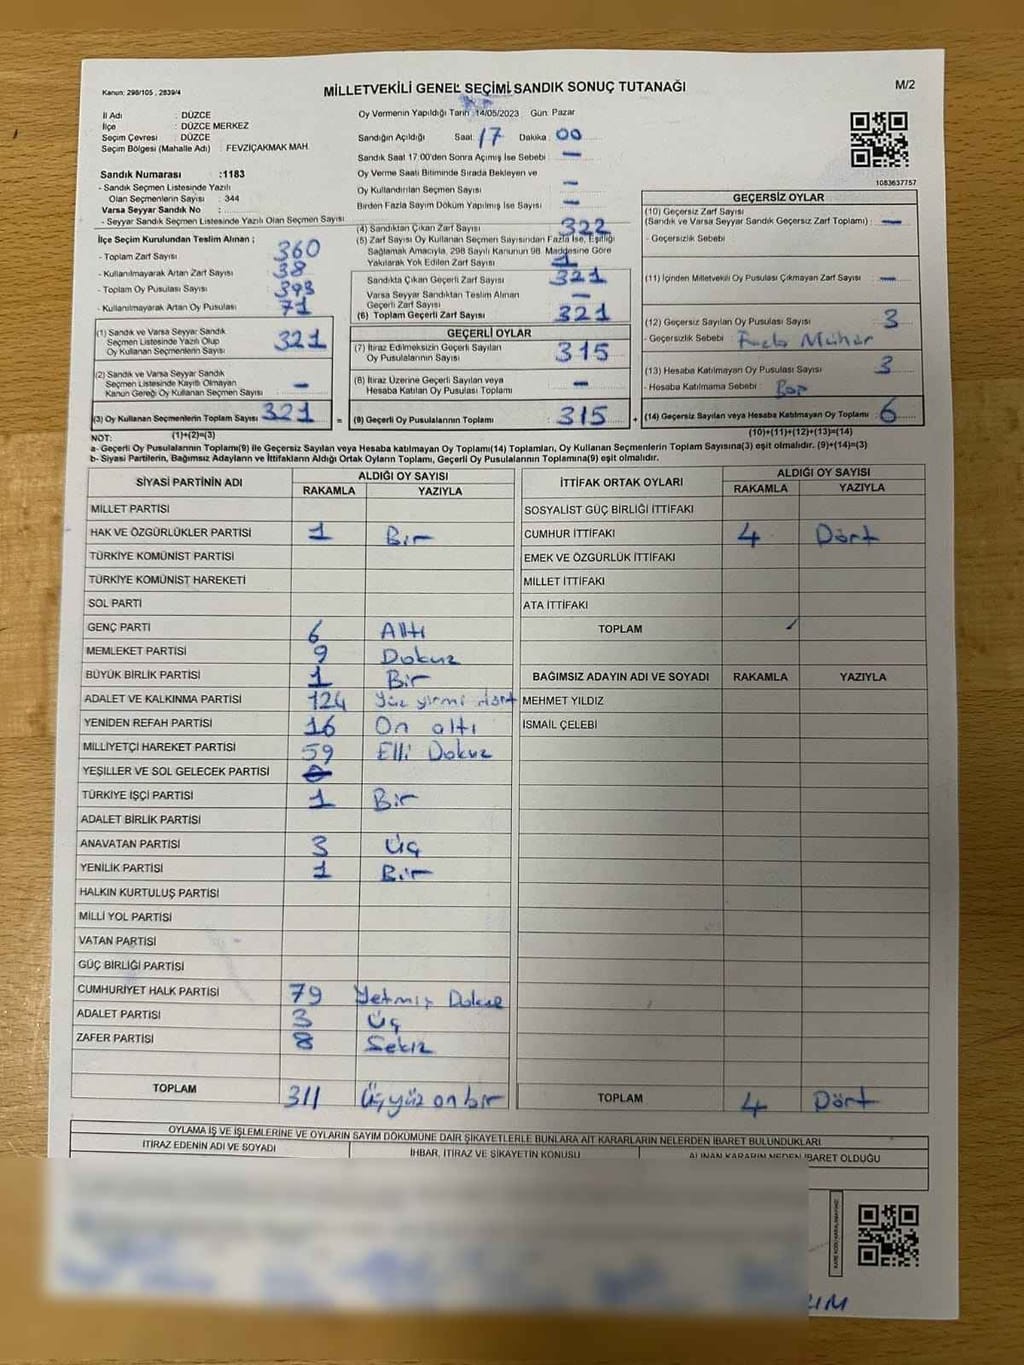 Kanun: 298/105 , 2839/4
MİLLETVEKİLİ GENEL SEÇİMİ SANDIK SONUÇ TUTANAĞI
M/2
İl Adı : DÜZCE
İlçe : DÜZCE MERKEZ
Seçim Çevresi : DÜZCE
Seçim Bölgesi (Mahalle Adı) : FEVZİÇAKMAK MAH.
Sandık Numarası :1183
- Sandık Seçmen Listesinde Yazılı
Olan Seçmenlerin Sayısı : 344
Varsa Seyyar Sandık No :
- Seyyar Sandık Seçmen Listesinde Yazılı Olan Seçmen Sayısı
İlçe Seçim Kurulundan Teslim Alınan ;
- Toplam Zarf Sayısı 360
- Kullanılmayarak Artan Zarf Sayısı 38
- Toplam Oy Pusulası Sayısı 393
- Kullanılmayarak Artan Oy Pusulası 71
(1) Sandık ve Varsa Seyyar Sandık
Seçmen Listesinde Yazılı Olup
Oy Kullanan Seçmenlerin Sayısı 321
(2) Sandık ve Varsa Seyyar Sandık
Seçmen Listesinde Kayıtlı Olmayan
Kanun Gereği Oy Kullanan Seçmen Sayısı –
(3) Oy Kullanan Seçmenlerin Toplam Sayısı 321
(1)+(2)=(3)
Oy Vermenin Yapıldığı Tarih : 14/05/2023 Gün: Pazar
Sandığın Açıldığı Saat: 17 Dakika: 00
Sandık Saat 17:00'den Sonra Açımış İse Sebebi : –
Oy Verme Saati Bitiminde Sırada Bekleyen ve
Oy Kullandırılan Seçmen Sayısı : –
Birden Fazla Sayım Döküm Yapılmış İse Sayısı : –
(4) Sandıktan Çıkan Zarf Sayısı 322
(5) Zarf Sayısı Oy Kullanan Seçmen Sayısından Fazla İse, Eşitliği
Sağlamak Amacıyla, 298 Sayılı Kanunun 98. Maddesine Göre
Yakılarak Yok Edilen Zarf Sayısı 1
Sandıkta Çıkan Geçerli Zarf Sayısı 321
Varsa Seyyar Sandıktan Teslim Alınan
Geçerli Zarf Sayısı –
(6) Toplam Geçerli Zarf Sayısı 321
GEÇERLİ OYLAR
(7) İtiraz Edilmeksizin Geçerli Sayılan
Oy Pusulalarının Sayısı 315
(8) İtiraz Üzerine Geçerli Sayılan veya
Hesaba Katılan Oy Pusulası Toplamı –
= (9) Geçerli Oy Pusulalarının Toplamı 315 +
1083637757
GEÇERSİZ OYLAR
(10) Geçersiz Zarf Sayısı
(Sandık ve Varsa Seyyar Sandık Geçersiz Zarf Toplamı) : –
- Geçersizlik Sebebi
(11) İçinden Milletvekili Oy Pusulası Çıkmayan Zarf Sayısı –
(12) Geçersiz Sayılan Oy Pusulası Sayısı 3
- Geçersizlik Sebebi : Fazla Mühür
(13) Hesaba Katılmayan Oy Pusulası Sayısı 3
- Hesaba Katılmama Sebebi : Boş
(14) Geçersiz Sayılan veya Hesaba Katılmayan Oy Toplamı 6
(10)+(11)+(12)+(13)=(14)
NOT:
a- Geçerli Oy Pusulalarının Toplamı(9) ile Geçersiz Sayılan veya Hesaba katılmayan Oy Toplamı(14) Toplamları, Oy Kullanan Seçmenlerin Toplam Sayısına(3) eşit olmalıdır. (9)+(14)=(3)
b- Siyasi Partilerin, Bağımsız Adayların ve İttifakların Aldığı Ortak Oyların Toplamı, Geçerli Oy Pusulalarının Toplamına(9) eşit olmalıdır.
SİYASİ PARTİNİN ADI
ALDIĞI OY SAYISI
RAKAMLA YAZIYLA
MİLLET PARTİSİ
HAK VE ÖZGÜRLÜKLER PARTİSİ 1 Bir
TÜRKİYE KOMÜNİST PARTİSİ
TÜRKİYE KOMÜNİST HAREKETİ
SOL PARTİ
GENÇ PARTİ 6 Altı
MEMLEKET PARTİSİ 9 Dokuz
BÜYÜK BİRLİK PARTİSİ 1 Bir
ADALET VE KALKINMA PARTİSİ 124 Yüz yirmi dört
YENİDEN REFAH PARTİSİ 16 On altı
MİLLİYETÇİ HAREKET PARTİSİ 59 Elli Dokuz
YEŞİLLER VE SOL GELECEK PARTİSİ
TÜRKİYE İŞÇİ PARTİSİ 1 Bir
ADALET BİRLİK PARTİSİ
ANAVATAN PARTİSİ 3 Üç
YENİLİK PARTİSİ 1 Bir
HALKIN KURTULUŞ PARTİSİ
MİLLİ YOL PARTİSİ
VATAN PARTİSİ
GÜÇ BİRLİĞİ PARTİSİ
CUMHURİYET HALK PARTİSİ 79 Yetmiş Dokuz
ADALET PARTİSİ 3 Üç
ZAFER PARTİSİ 8 Sekiz
TOPLAM 311 Üçyüz on bir
İTTİFAK ORTAK OYLARI
ALDIĞI OY SAYISI
RAKAMLA YAZIYLA
SOSYALİST GÜÇ BİRLİĞİ İTTİFAKI
CUMHUR İTTİFAKI 4 Dört
EMEK VE ÖZGÜRLÜK İTTİFAKI
MİLLET İTTİFAKI
ATA İTTİFAKI
TOPLAM
BAĞIMSIZ ADAYIN ADI VE SOYADI RAKAMLA YAZIYLA
MEHMET YILDIZ
İSMAİL ÇELEBİ
TOPLAM 4 Dört
OYLAMA İŞ VE İŞLEMLERİNE VE OYLARIN SAYIM DÖKÜMÜNE DAİR ŞİKAYETLERLE BUNLARA AİT KARARLARIN NELERDEN İBARET BULUNDUKLARI
İTİRAZ EDENİN ADI VE SOYADI
İHBAR, İTİRAZ VE ŞİKAYETİN KONUSU
ALINAN KARARIN NEDEN İBARET OLDUĞU